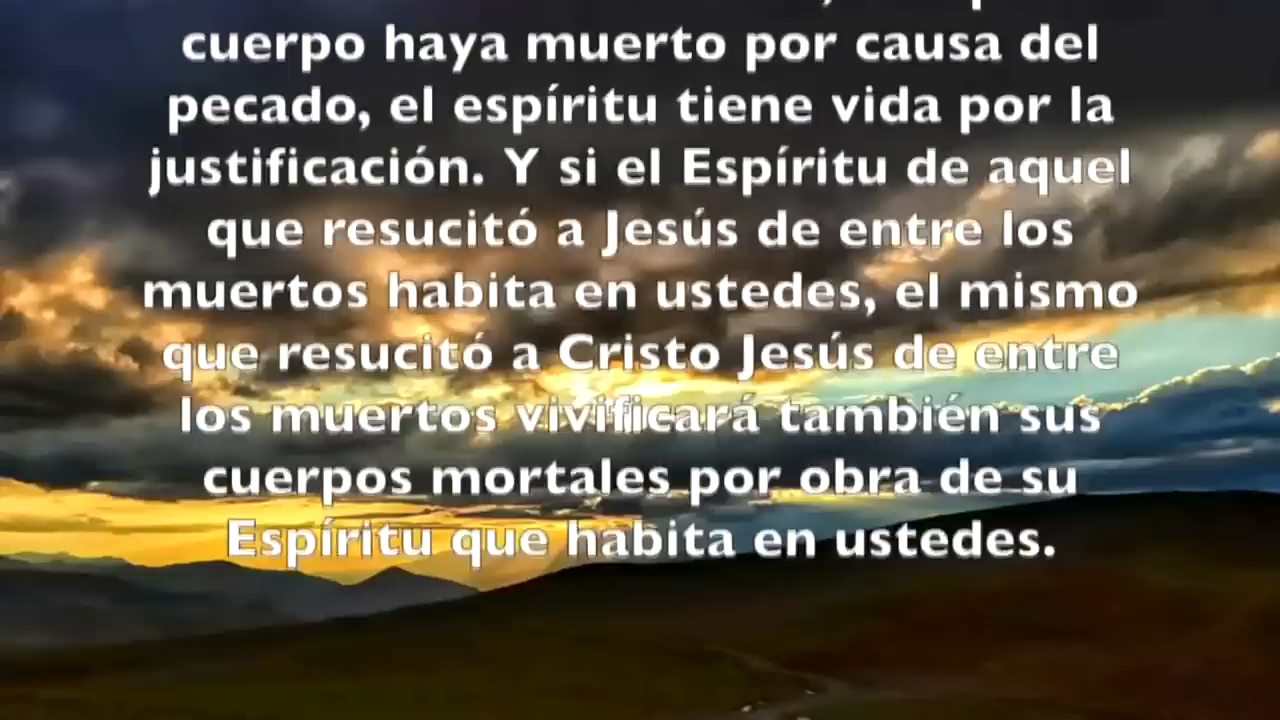 cuerpo haya muerto por causa del
pecado, el espíritu tiene vida por la
justificación. Y si el Espíritu de aquel
que resucitó a Jesús de entre los
muertos habita en ustedes, el mismo
que resucitó a Cristo Jesús de entre
los muertos vivificará también sus
cuerpos mortales por obra de su
Espíritu que habita en ustedes.